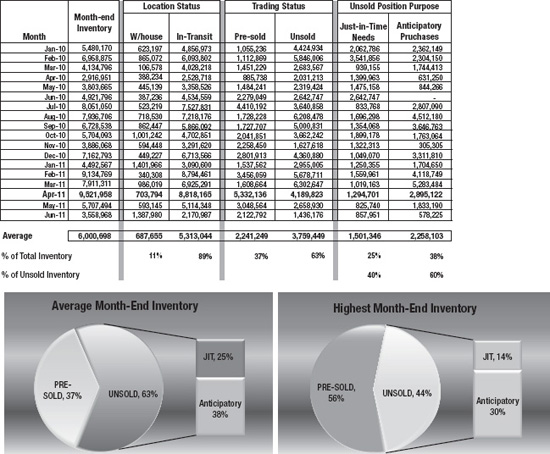 Location Status Trading Status Unsold Position Purpose
Month Month-end Inventory W/house In-Transit Pre-sold Unsold Just-in-Time Needs Anticipatory Pruchases
Jan-10 5,480,170 623,197 4,856,973 1,055,236 4,424,934 2,062,786 2,362,149
Feb-10 6,958,875 865,072 6,093,802 1,112,869 5,846,006 3,541,856 2,304,150
Mar-10 4,134,796 106,578 4,028,218 1,451,229 2,683,567 939,155 1,744,413
Apr-10 2,916,951 388,234 2,528,718 885,738 2,031,213 1,399,963 631,250
May-10 3,803,665 445,139 3,358,526 1,484,241 2,319,424 1,475,158 844,266
Jun-10 4,921,796 387,236 4,534,559 2,279,049 2,642,747 2,642,747 -
Jul-10 8,051,050 523,219 7,527,831 4,410,192 3,640,858 833,768 2,807,090
Aug-10 7,936,706 718,530 7,218,176 1,728,228 6,208,478 1,696,298 4,512,180
Sep-10 6,728,538 862,447 5,866,092 1,727,707 5,000,831 1,354,068 3,646,763
Oct-10 5,704,093 1,001,242 4,702,851 2,041,851 3,662,242 1,899,178 1,763,064
Nov-10 3,886,068 594,448 3,291,620 2,258,450 1,627,618 1,322,313 305,305
Dec-10 7,162,793 449,227 6,713,566 2,801,913 4,360,880 1,049,070 3,311,810
Jan-11 4,492,567 1,401,966 3,090,600 1,537,562 2,955,005 1,250,355 1,704,650
Feb-11 9,134,769 340,308 8,794,461 3,456,059 5,678,711 1,559,961 4,118,749
Mar-11 7,911,311 986,019 6,925,291 1,608,664 6,302,647 1,019,163 5,283,484
Apr-11 9,521,958 703,794 8,818,165 5,332,136 4,189,823 1,294,701 2,895,122
May-11 5,707,494 593,145 5,114,348 3,048,564 2,658,930 825,740 1,833,190
Jun-11 3,558,968 1,387,980 2,170,987 2,122,792 1,436,176 857,951 578,225
Average 6,000,698 687,655 5,313,044 2,241,249 3,759,449 1,501,346 2,258,103
% of Total Inventory 11% 89% 37% 63% 25% 38%
% of Unsold Inventory 40% 60%
Average Month-End Inventory
PRE-SOLD, 37%
UNSOLD, 63%
JIT, 25%
Anticipatory 38%
Highest Month-End Inventory
PRE-SOLD, 56%
UNSOLD, 44%
JIT, 14%
Anticipatory 30%